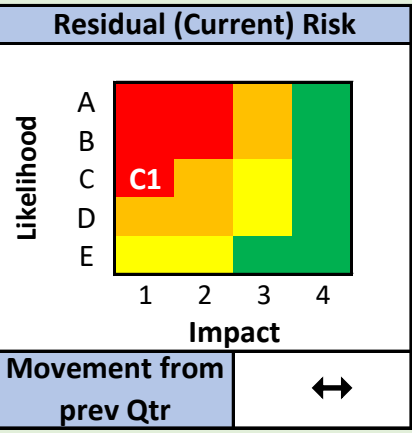 Residual (Current) Risk
Likelihood
A
B
C C1
D
E
1 2 3 4
Impact
Movement from
prev Qtr